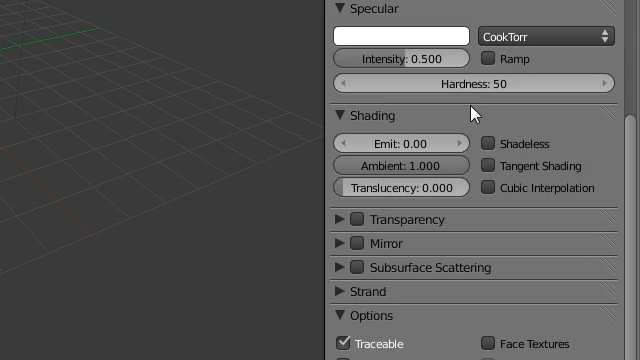 Specular
CookTorr
Intensity: 0.500
Ramp
Hardness: 50
Shading
Emit: 0.00
Shadeless
Ambient: 1.000
Tangent Shading
Translucency: 0.000
Cubic Interpolation
Transparency
Mirror
Subsurface Scattering
Strand
Options
Traceable
Face Textures